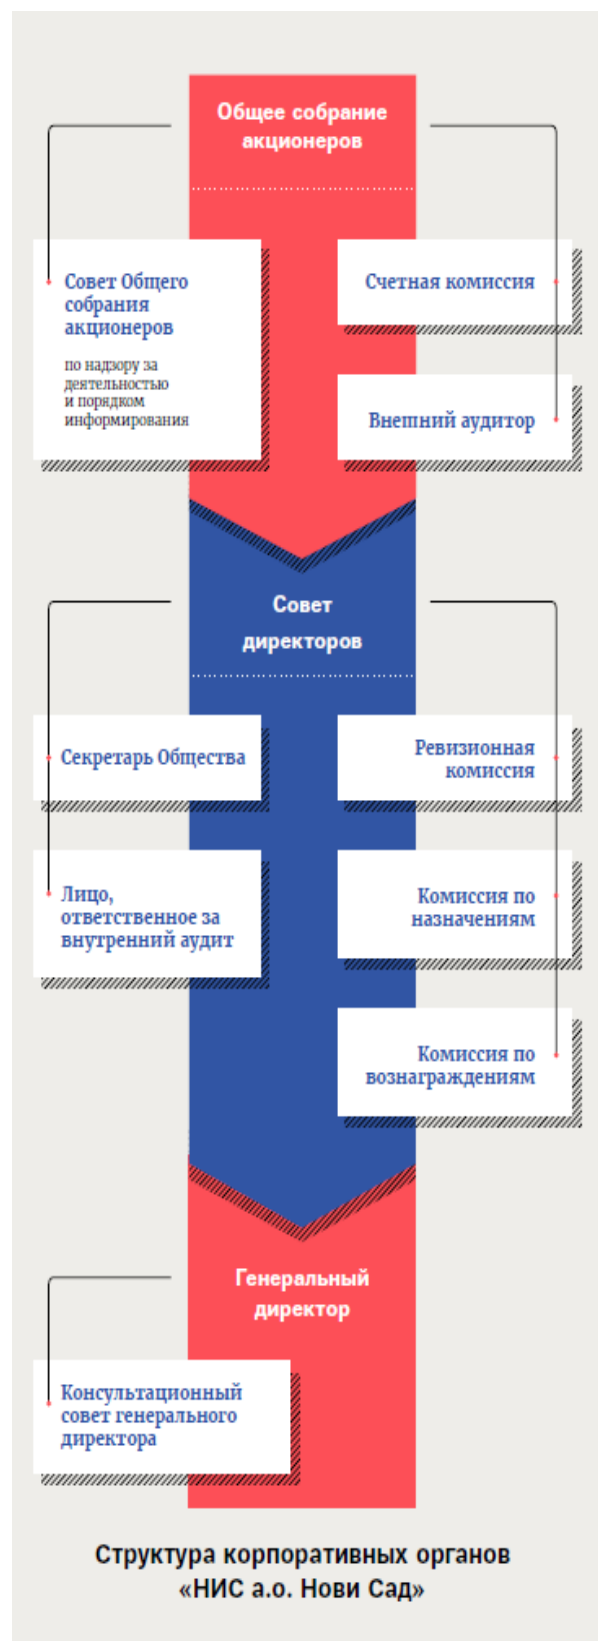 Общее собрание
акционеров
Совет Общего
собрания
акционеров
по надзору за
деятельностью
и порядком
информирования
Счетная комиссия
Внешний аудитор
Совет
директоров
Секретарь Общества
Лицо,
ответственное за
внутренний аудит
Ревизионная
комиссия
Комиссия по
назначениям
Комиссия по
вознаграждениям
Генеральный
директор
Консультационный
совет генерального
директора
Структура корпоративных органов
«НИС а.о. Нови Сад»